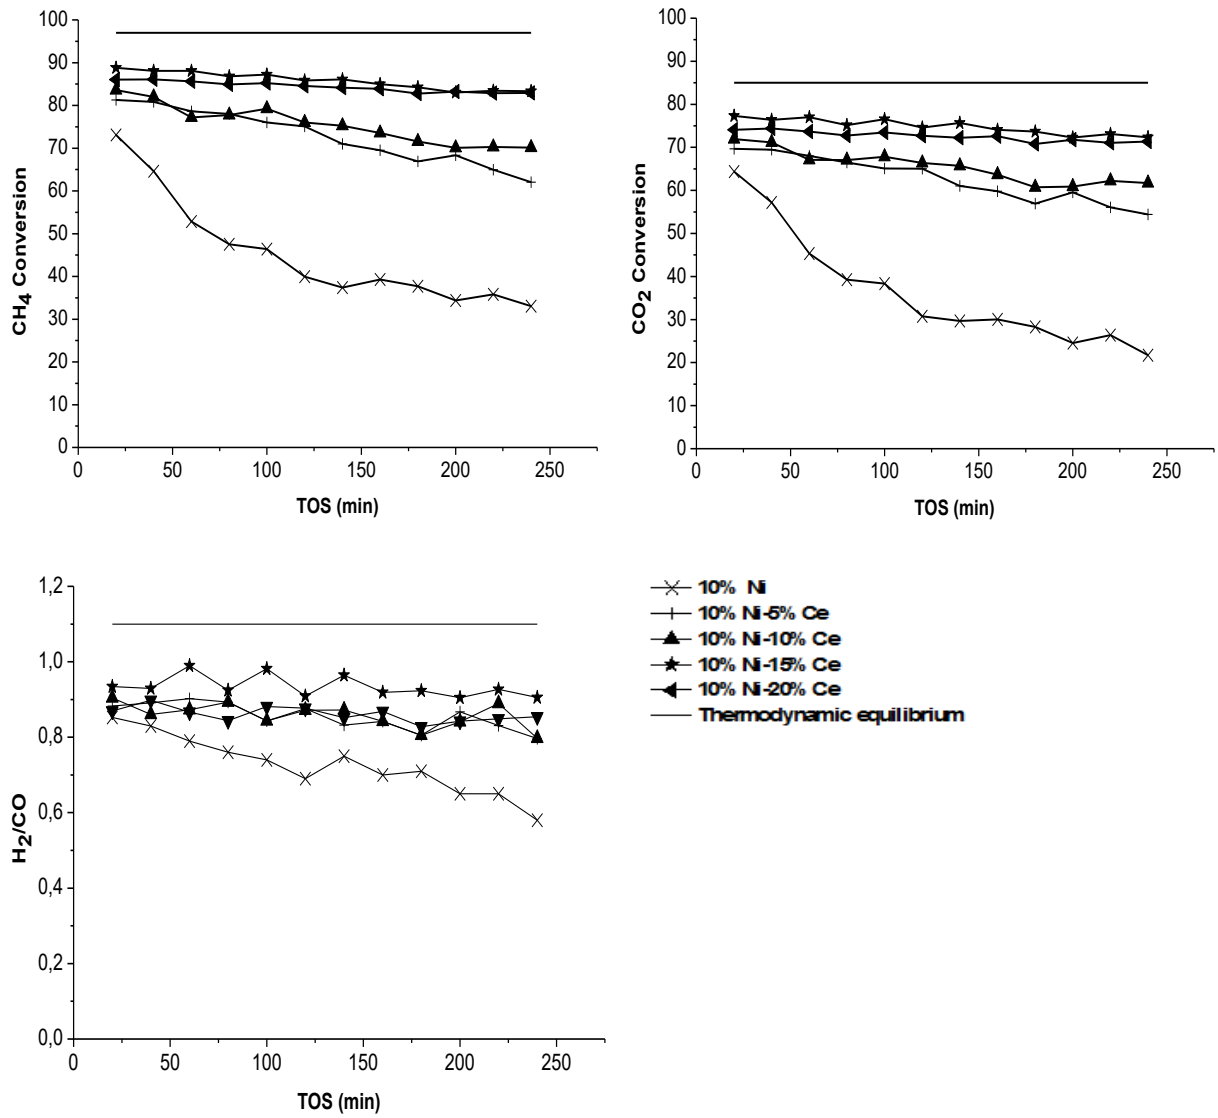 100
90
80
70
60
50
40
30
20
10
0
CH4 Conversion
0 50 100 150 200 250
TOS (min)
100
90
80
70
60
50
40
30
20
10
0
CO2 Conversion
0 50 100 150 200 250
TOS (min)
1,2
1,0
0,8
0,6
0,4
0,2
0,0
H2/CO
0 50 100 150 200 250
TOS (min)
10% Ni
10% Ni-5% Ce
10% Ni-10% Ce
10% Ni-15% Ce
10% Ni-20% Ce
Thermodynamic equilibrium